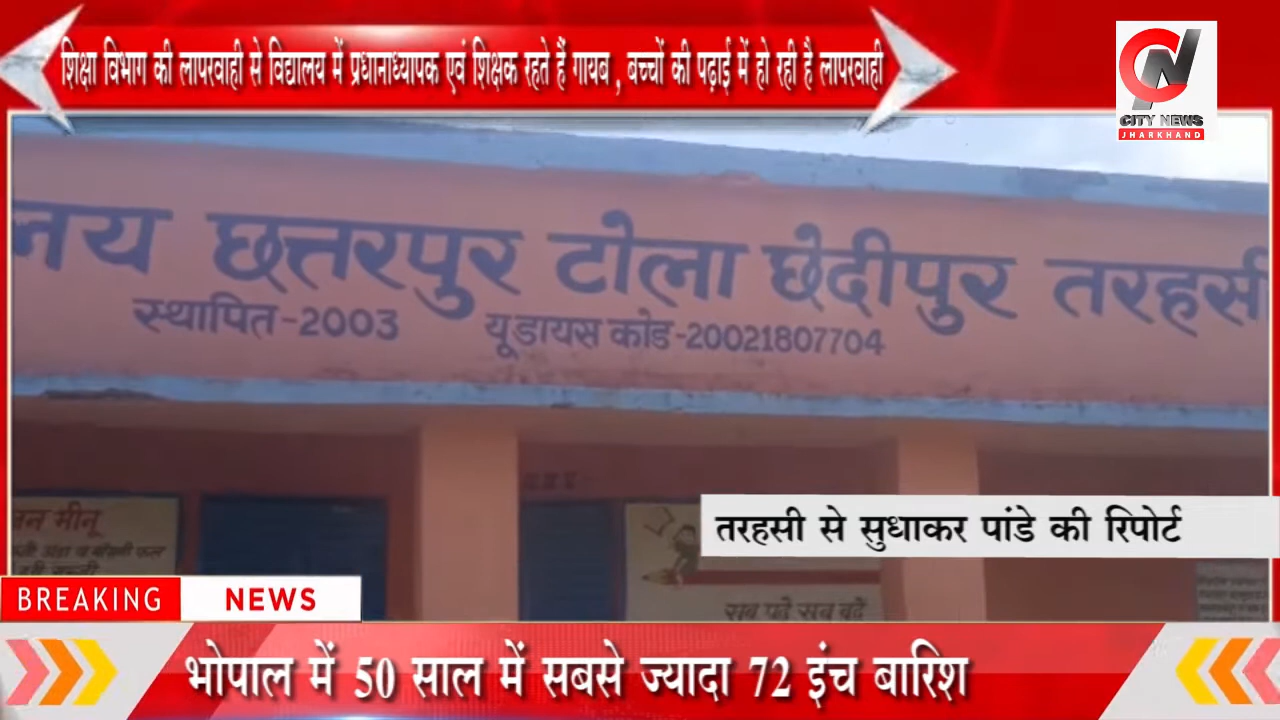 शिक्षा विभाग की लापरवाही से विद्यालय में प्रधानाध्यापक एवं शिक्षक रहते हैं गायब , बच्चों की पढ़ाई में हो रही है लापरवाही
CITY NEWS
JHARKHAND
छत्तरपुर टोला छेदीपुर तरहसी
स्थापित-2003 यूडायस कोड-20021807704
मीनू
तरहसी से सुधाकर पांडे की रिपोर्ट
सब पढ़ें सब बढ़ें
BREAKING NEWS
भोपाल में 50 साल में सबसे ज्यादा 72 इंच बारिश